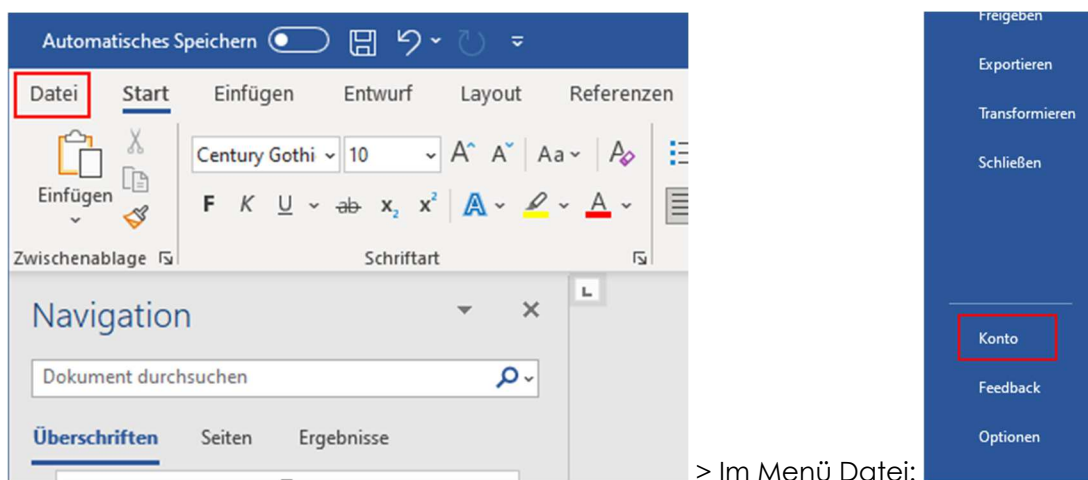 Automatisches Speichern
Datei Start Einfügen Entwurf Layout Referenzen
Century Gothi 10 A A Aa A
Einfügen
F K U ab x₂ x² A A
Zwischenablage Schriftart
Navigation
Dokument durchsuchen
Überschriften Seiten Ergebnisse
> Im Menü Datei:
Freigeben
Exportieren
Transformieren
Schließen
Konto
Feedback
Optionen